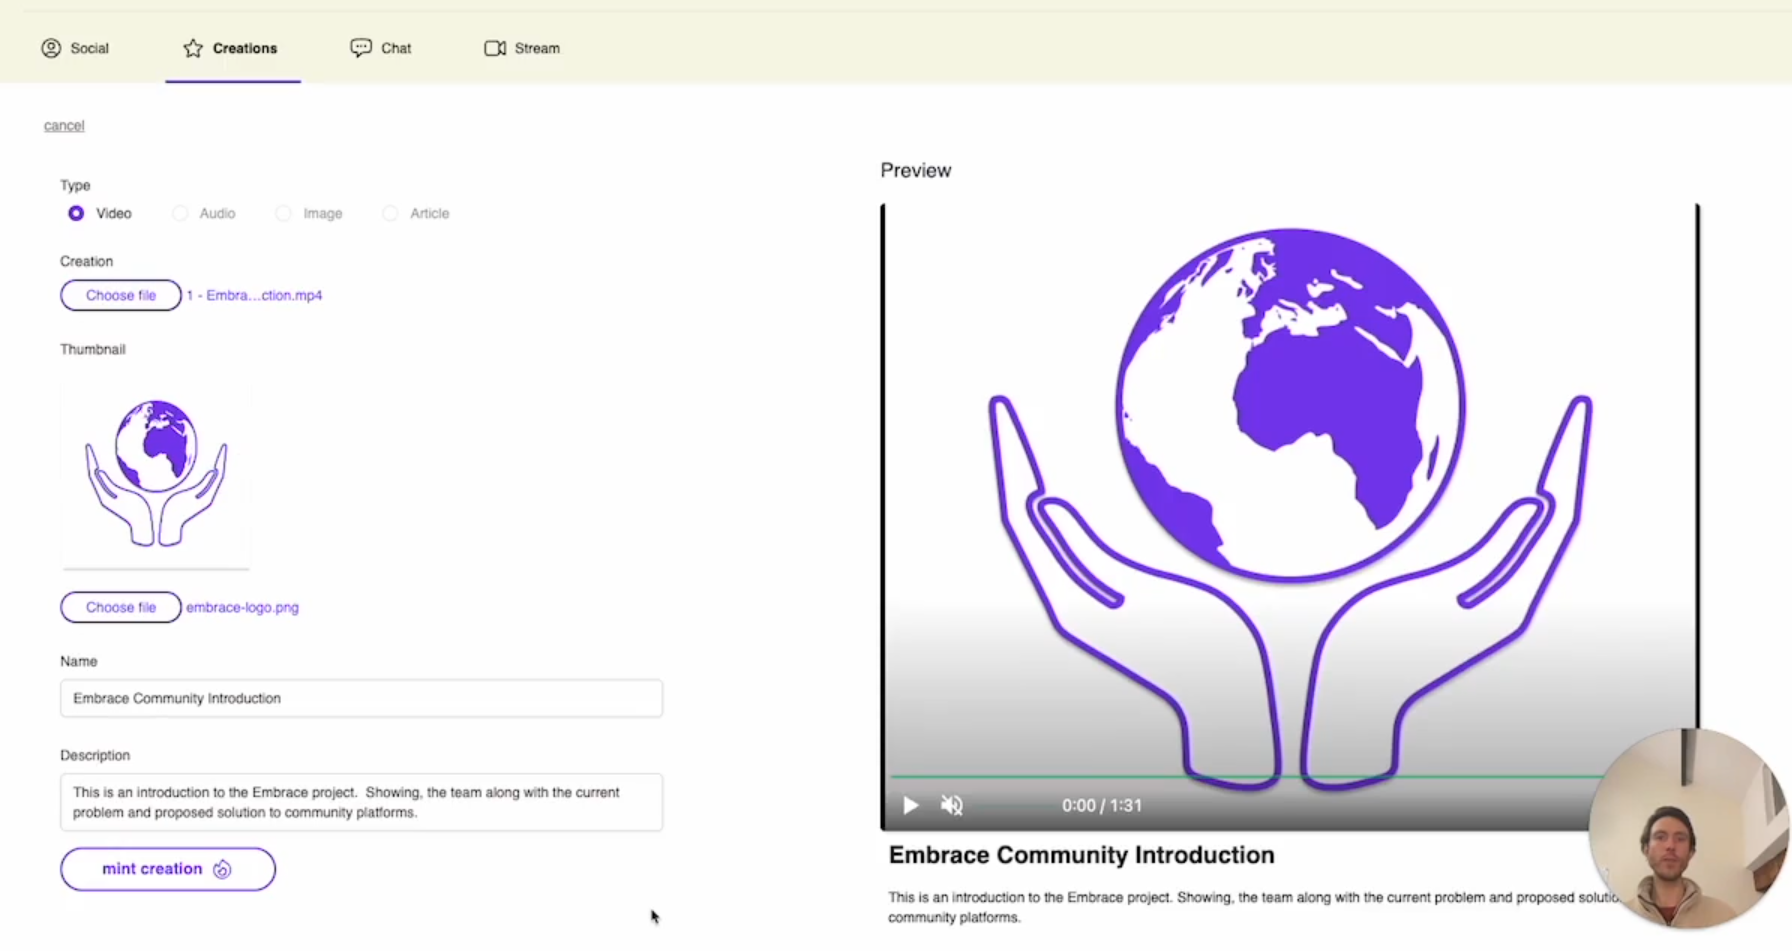 Social
Creations
Chat
Stream
cancel
Type
Video
Audio
Image
Article
Creation
Choose file
1 - Embra...ction.mp4
Thumbnail
Choose file
embrace-logo.png
Name
Embrace Community Introduction
Description
This is an introduction to the Embrace project. Showing, the team along with the current
problem and proposed solution to community platforms.
mint creation
Preview
0:00 / 1:31
Embrace Community Introduction
This is an introduction to the Embrace project. Showing, the team along with the current problem and proposed
community platforms.